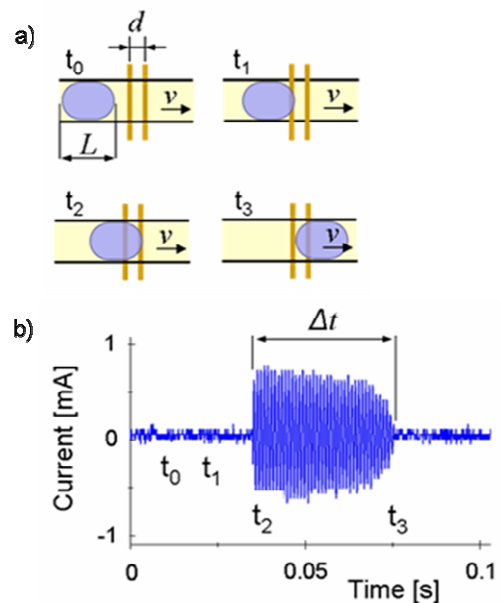 a)
d
t0
t1
v
v
L
t2
t3
v
v
b)
Δt
1
0
-1
Current [mA]
t0
t1
t2
t3
0
0.05
0.1
Time [s]